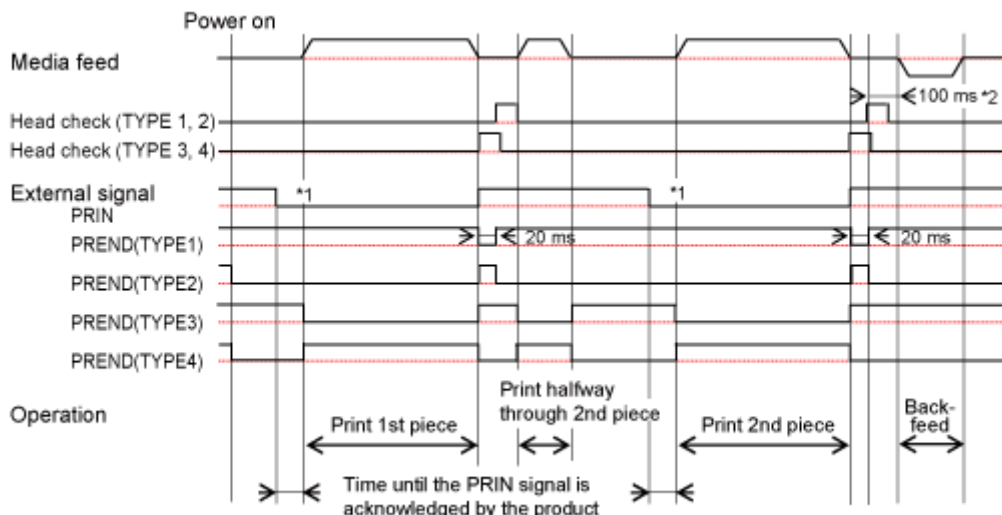 Power on
Media feed
100 ms *2
Head check (TYPE 1, 2)
Head check (TYPE 3, 4)
External signal
*1
*1
PRIN
PREND(TYPE1)
20 ms
20 ms
PREND(TYPE2)
PREND(TYPE3)
PREND(TYPE4)
Operation
Print 1st piece
Print halfway
through 2nd piece
Print 2nd piece
Back-
feed
Time until the PRIN signal is
acknowledged by the product